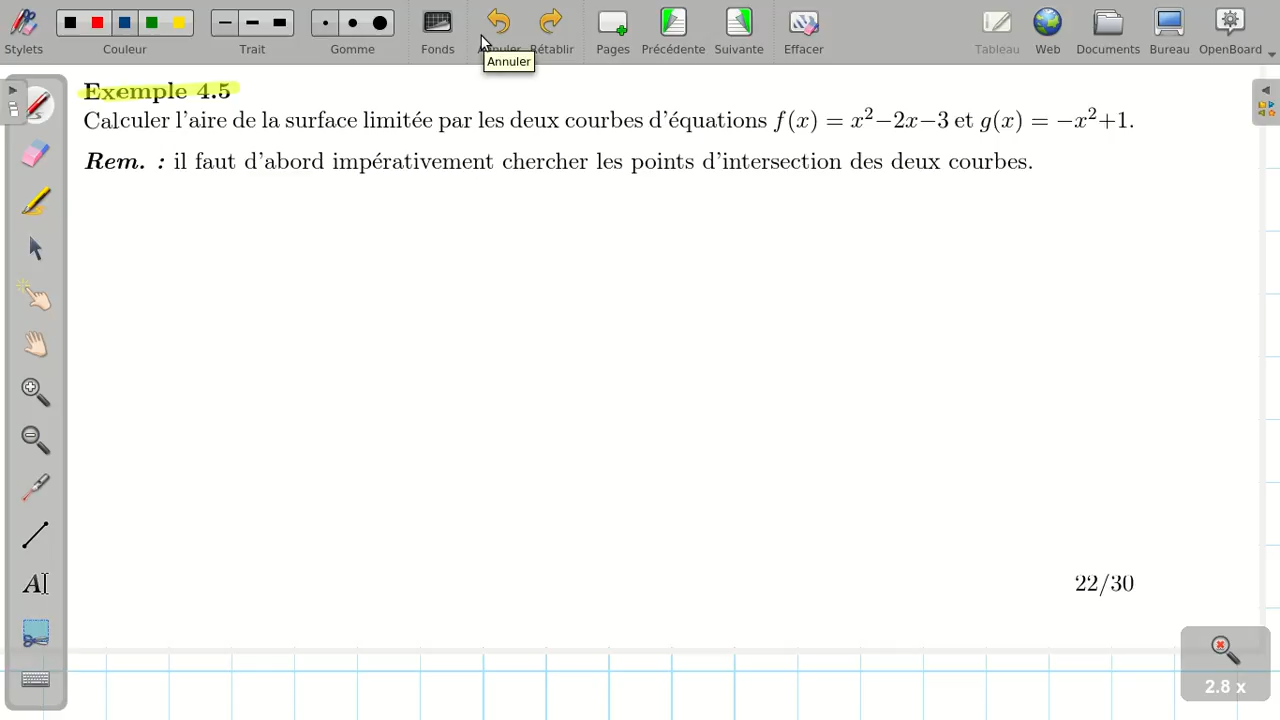 Stylets Couleur Trait Gomme Fonds Annuler Rétablir Pages Précédente Suivante Effacer Tableau Web Documents Bureau OpenBoard
Annuler
Exemple 4.5
Calculer l'aire de la surface limitée par les deux courbes d'équations f(x) = x²−2x−3 et g(x) = −x²+1.
Rem. : il faut d'abord impérativement chercher les points d'intersection des deux courbes.
A
22/30
2.8 x